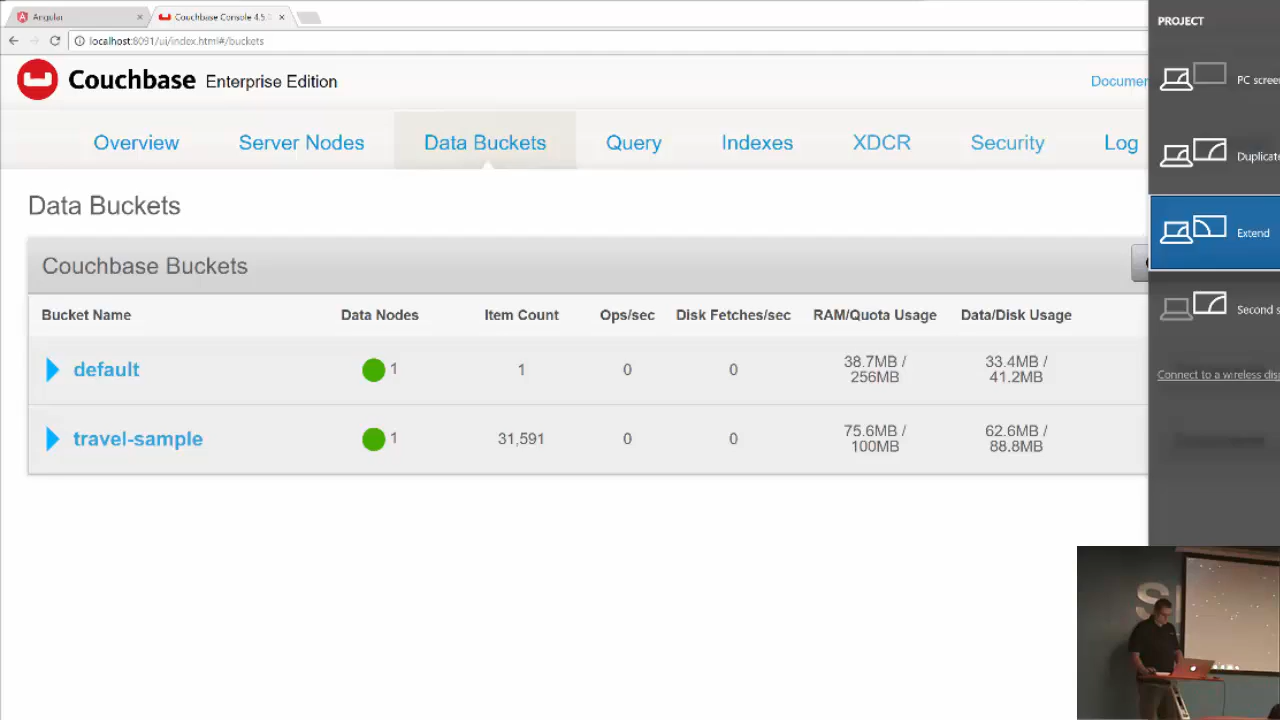 Angular
Couchbase Console 4.5.
localhost:8091/ui/index.html#/buckets
Couchbase Enterprise Edition
Documen
Overview Server Nodes Data Buckets Query Indexes XDCR Security Log
Data Buckets
Couchbase Buckets
Bucket Name Data Nodes Item Count Ops/sec Disk Fetches/sec RAM/Quota Usage Data/Disk Usage
default 1 1 0 0 38.7MB / 256MB 33.4MB / 41.2MB
travel-sample 1 31,591 0 0 75.6MB / 100MB 62.6MB / 88.8MB
PROJECT
PC scree
Duplicate
Extend
Second s
Connect to a wireless dis